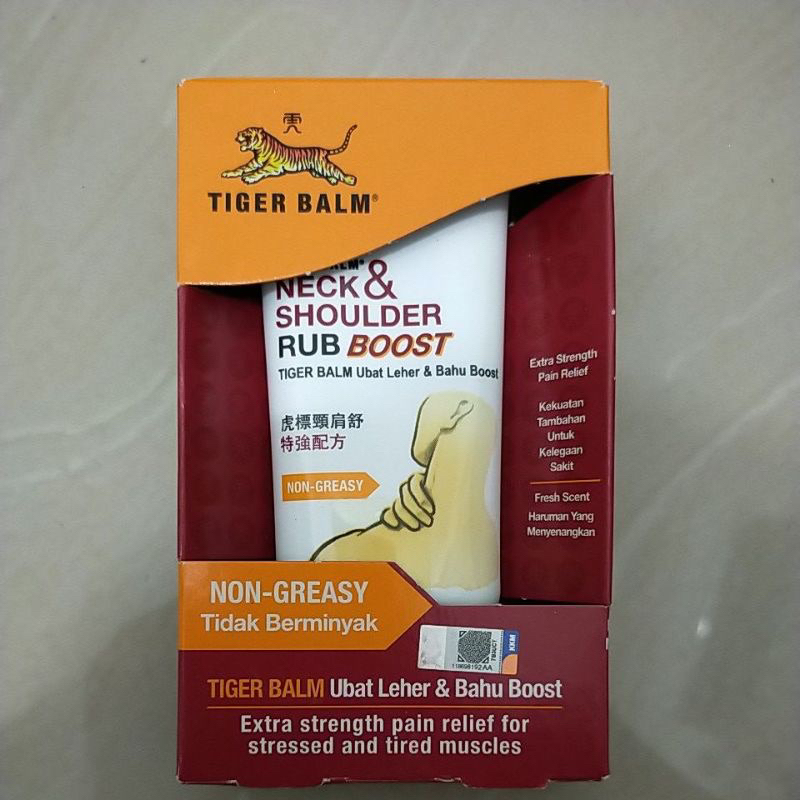 TIGER BALM®
NECK &
SHOULDER
RUB BOOST
TIGER BALM Ubat Leher & Bahu Boost
虎標頸肩舒
特強配方
NON-GREASY
Extra Strength
Pain Relief
Kekuatan
Tambahan
Untuk
Kelegaan
Sakit
Fresh Scent
Haruman Yang
Menyenangkan
NON-GREASY
Tidak Berminyak
KKM
TIGER BALM Ubat Leher & Bahu Boost
Extra strength pain relief for
stressed and tired muscles